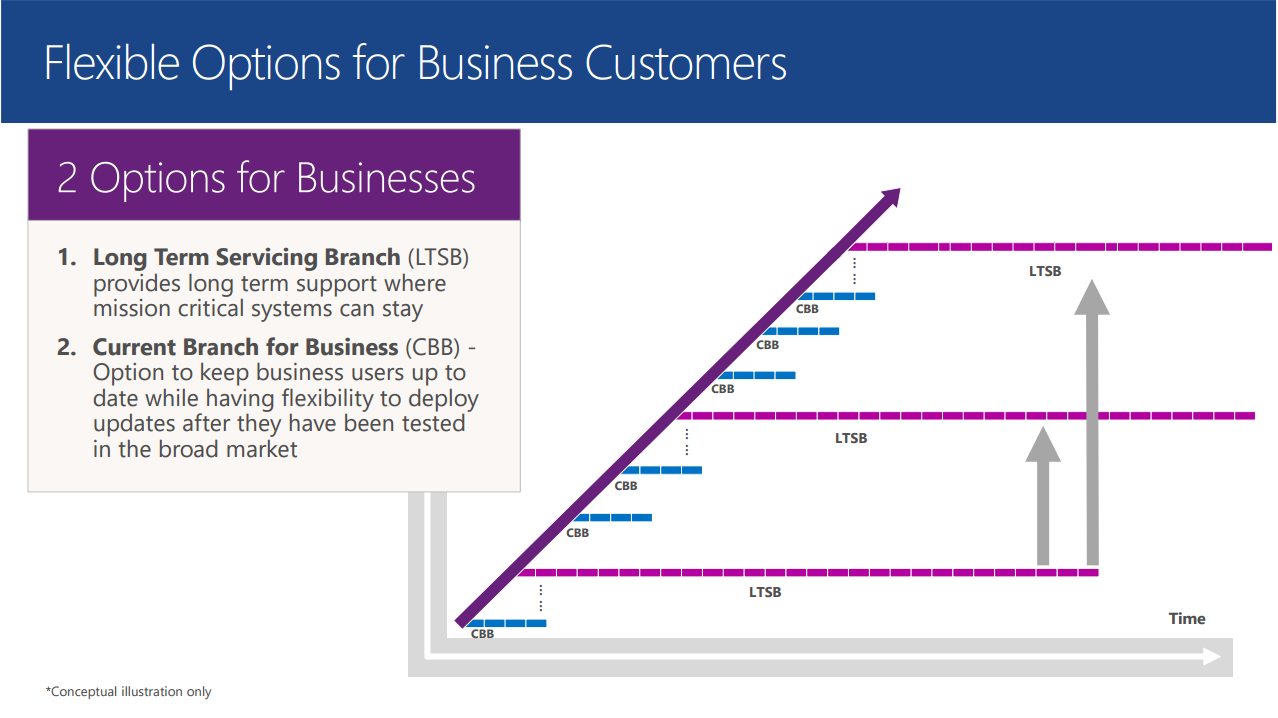 Flexible Options for Business Customers
2 Options for Businesses
1. Long Term Servicing Branch (LTSB)
provides long term support where
mission critical systems can stay
2. Current Branch for Business (CBB) -
Option to keep business users up to
date while having flexibility to deploy
updates after they have been tested
in the broad market
LTSB
CBB
CBB
CBB
LTSB
CBB
CBB
LTSB
CBB
Time
*Conceptual illustration only